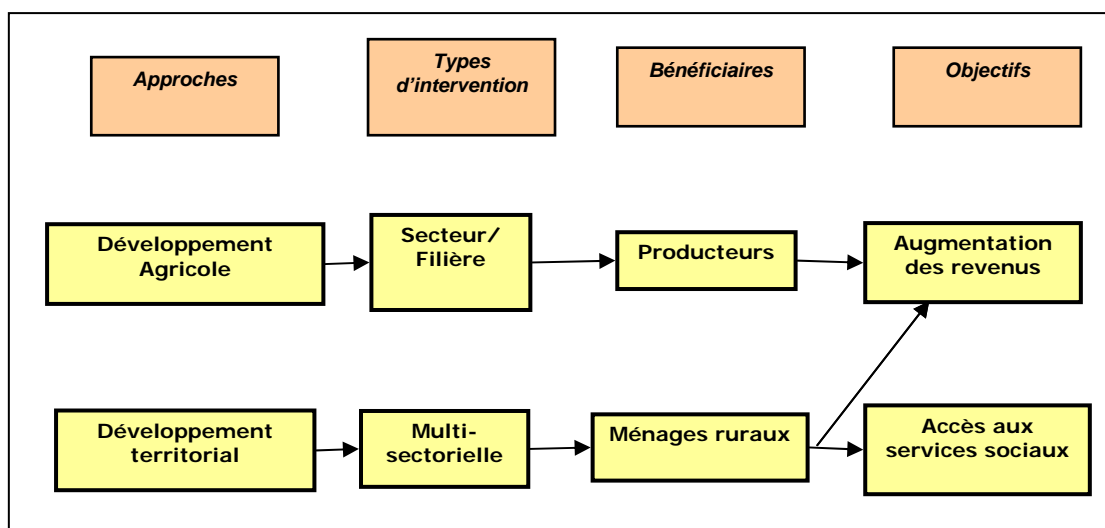 Approches
Types
d'intervention
Bénéficiaires
Objectifs
Développement
Agricole
Secteur/
Filière
Producteurs
Augmentation
des revenus
Développement
territorial
Multi-
sectorielle
Ménages ruraux
Accès aux
services sociaux